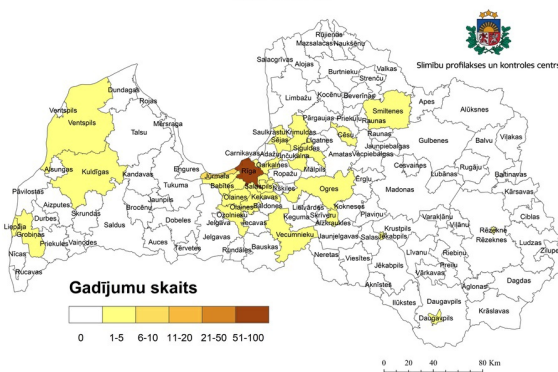 Slimību profilakses un kontroles centrs
Rūjienas
Mazsalacas
Naukšēnu
Salacgrīvas
Alojas
Burtnieku
Valkas
Strenču
Dundagas
Rojas
Ventspils
Ventspils
Talsu
Mērsraga
Limbažu
Kocēnu
Beverīnas
Smiltenes
Apes
Alūksnes
Pārgaujas
Priekuļu
Raunas
Raunas
Gulbenes
Balvu
Viļakas
Saulkrastu
Krimuldas
Sējas
Līgatnes
Cēsu
Jaunpiebalgas
Vecpiebalgas
Amatas
Siguldas
Carnikavas
Ādažu
Inčukalna
Mālpils
Cesvaines
Rugāju
Lubānas
Baltinavas
Kārsavas
Alsungas
Kuldīgas
Kandavas
Engures
Tukuma
Jūrmala
Rīga
Garkalnes
Ropažu
Babītes
Salaspils
Ikšķiles
Ogres
Ērgļu
Madonas
Pāvilostas
Aizputes
Skrundas
Durbes
Liepāja
Grobiņas
Priekules
Vaiņodes
Nīcas
Rucavas
Saldus
Brocēnu
Jaunpils
Dobeles
Auces
Tērvetes
Olaines
Olaines
Ķekavas
Baldones
Ozolnieku
Jelgava
Jelgavas
Iecavas
Rundāles
Bauskas
Vecumnieku
Ķeguma
Lielvārdes
Skrīveru
Aizkraukles
Kokneses
Pļaviņu
Jaunjelgavas
Salas
Jēkabpils
Krustpils
Neretas
Viesītes
Jēkabpils
Aknīstes
Līvānu
Varakļānu
Viļānu
Rēzekne
Rēzeknes
Ciblas
Ludzas
Zilupes
Riebiņu
Preiļu
Vārkavas
Aglonas
Dagdas
Krāslavas
Ilūkstes
Daugavpils
Daugavpils
Gadījumu skaits
0 1-5 6-10 11-20 21-50 51-100
0 20 40 80 Km